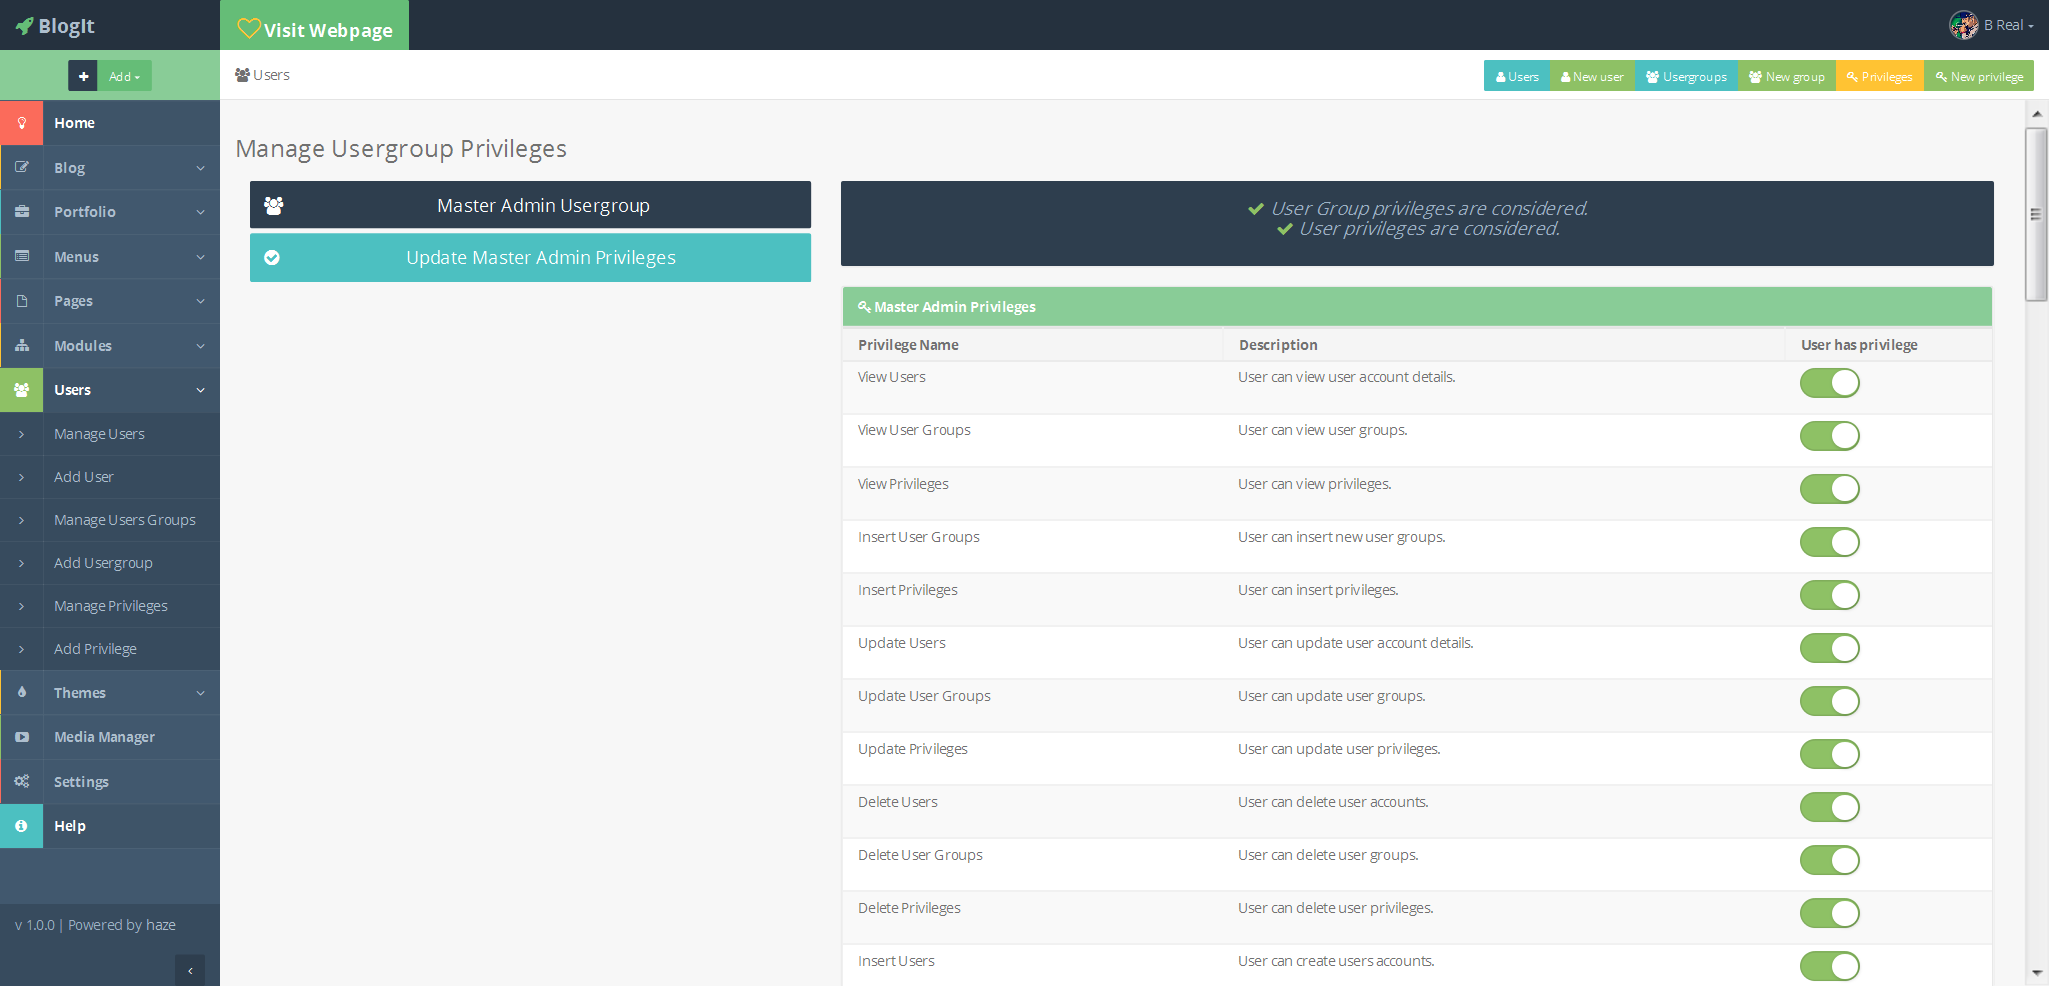 BlogIt
Visit Webpage
B Real
Add
Users
Users
New user
Usergroups
New group
Privileges
New privilege
Home
Blog
Portfolio
Menus
Pages
Modules
Users
Manage Users
Add User
Manage Users Groups
Add Usergroup
Manage Privileges
Add Privilege
Themes
Media Manager
Settings
Help
v 1.0.0 | Powered by haze
Manage Usergroup Privileges
Master Admin Usergroup
Update Master Admin Privileges
User Group privileges are considered.
User privileges are considered.
Master Admin Privileges
Privilege Name Description User has privilege
View Users User can view user account details.
View User Groups User can view user groups.
View Privileges User can view privileges.
Insert User Groups User can insert new user groups.
Insert Privileges User can insert privileges.
Update Users User can update user account details.
Update User Groups User can update user groups.
Update Privileges User can update user privileges.
Delete Users User can delete user accounts.
Delete User Groups User can delete user groups.
Delete Privileges User can delete user privileges.
Insert Users User can create users accounts.